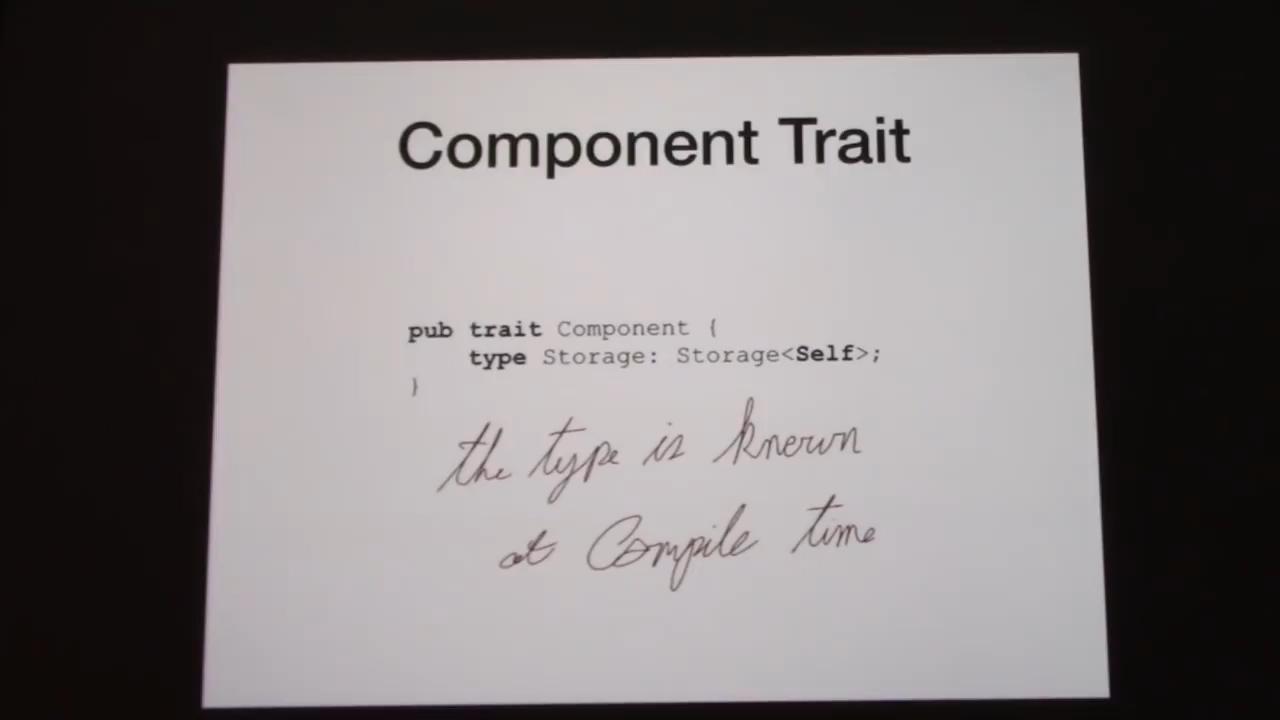 Component Trait
pub trait Component {
    type Storage: Storage<Self>;
}
the type is known
at Compile time